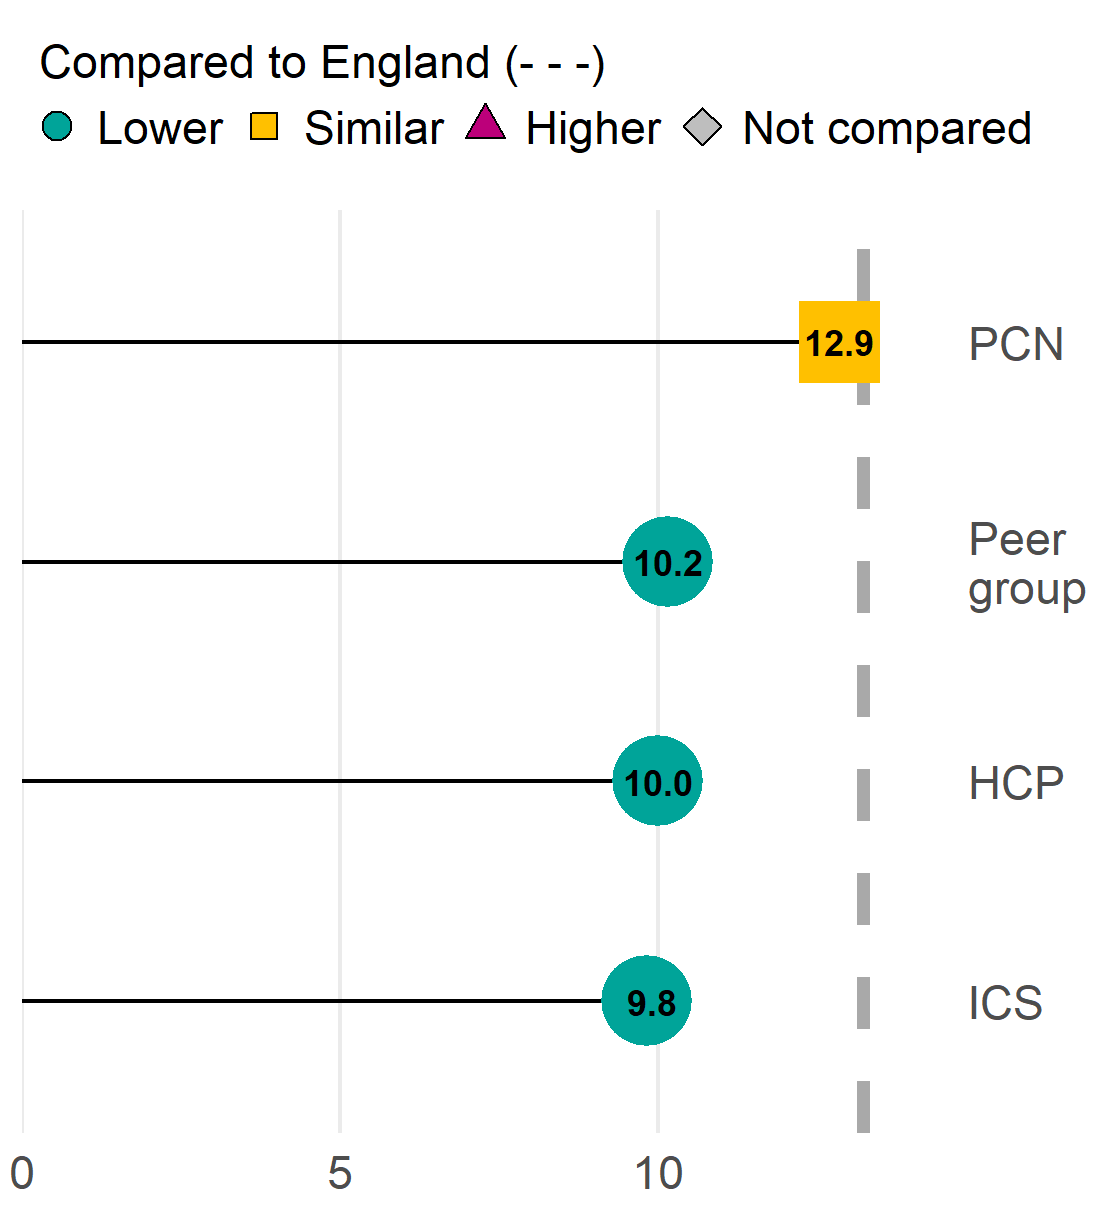 Compared to England (- - -)
Lower Similar Higher Not compared
12.9 PCN
10.2 Peer
group
10.0 HCP
9.8 ICS
0 5 10